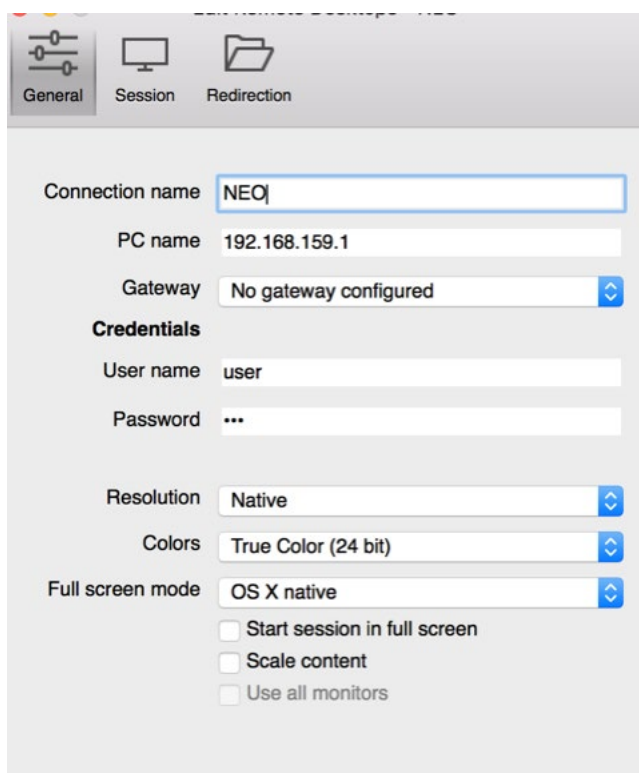 General Session Redirection
Connection name NEO
PC name 192.168.159.1
Gateway No gateway configured
Credentials
User name user
Password •••
Resolution Native
Colors True Color (24 bit)
Full screen mode OS X native
Start session in full screen
Scale content
Use all monitors